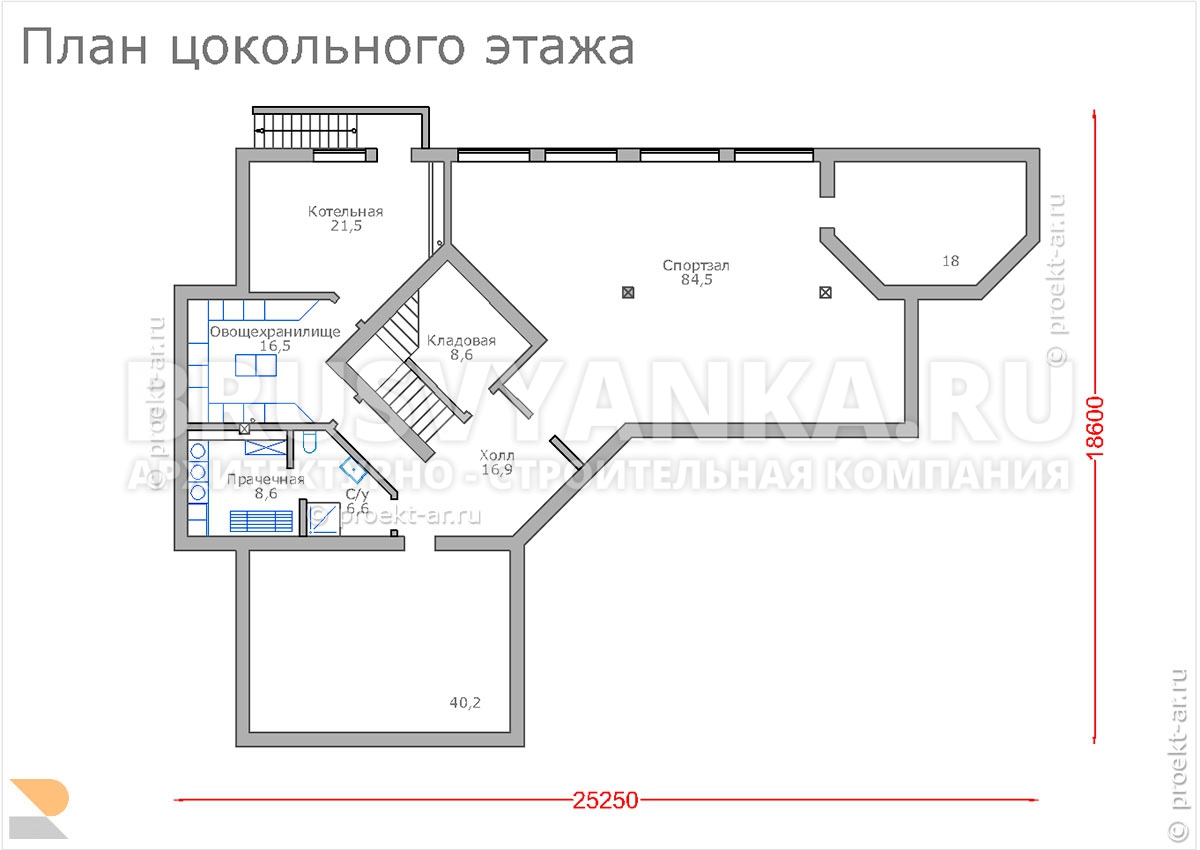 План цокольного этажа
Котельная
21,5
Спортзал
84,5
18
© proekt-ar.ru
Овощехранилище
16,5
Кладовая
8,6
© proekt-ar.ru
BRUSVYANKA.RU
АРХИТЕКТУРНО - СТРОИТЕЛЬНАЯ КОМПАНИЯ
18600
Холл
16,9
Прачечная
8,6
С/у
6,6
© proekt-ar.ru
40,2
25250
© proekt-ar.ru